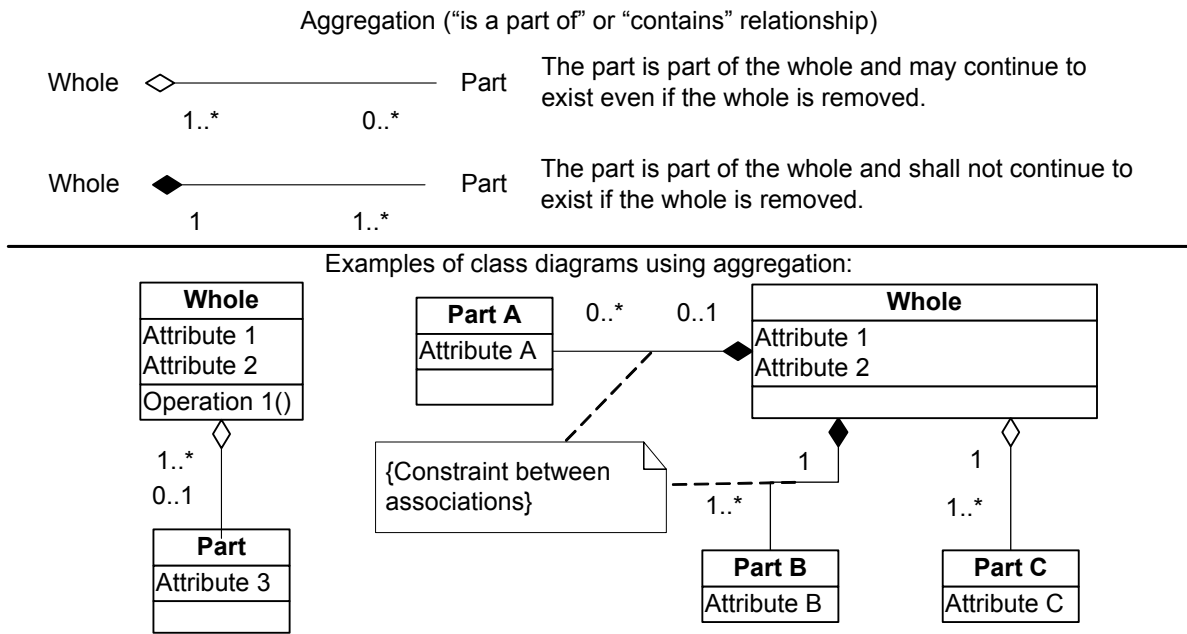 Aggregation (“is a part of” or “contains” relationship)
Whole
Part
1..*
0..*
The part is part of the whole and may continue to
exist even if the whole is removed.
Whole
Part
1
1..*
The part is part of the whole and shall not continue to
exist if the whole is removed.
Examples of class diagrams using aggregation:
Whole
Attribute 1
Attribute 2
Operation 1()
1..*
0..1
Part
Attribute 3
Part A
Attribute A
0..*
0..1
Whole
Attribute 1
Attribute 2
{Constraint between
associations}
1
1..*
Part B
Attribute B
1
1..*
Part C
Attribute C